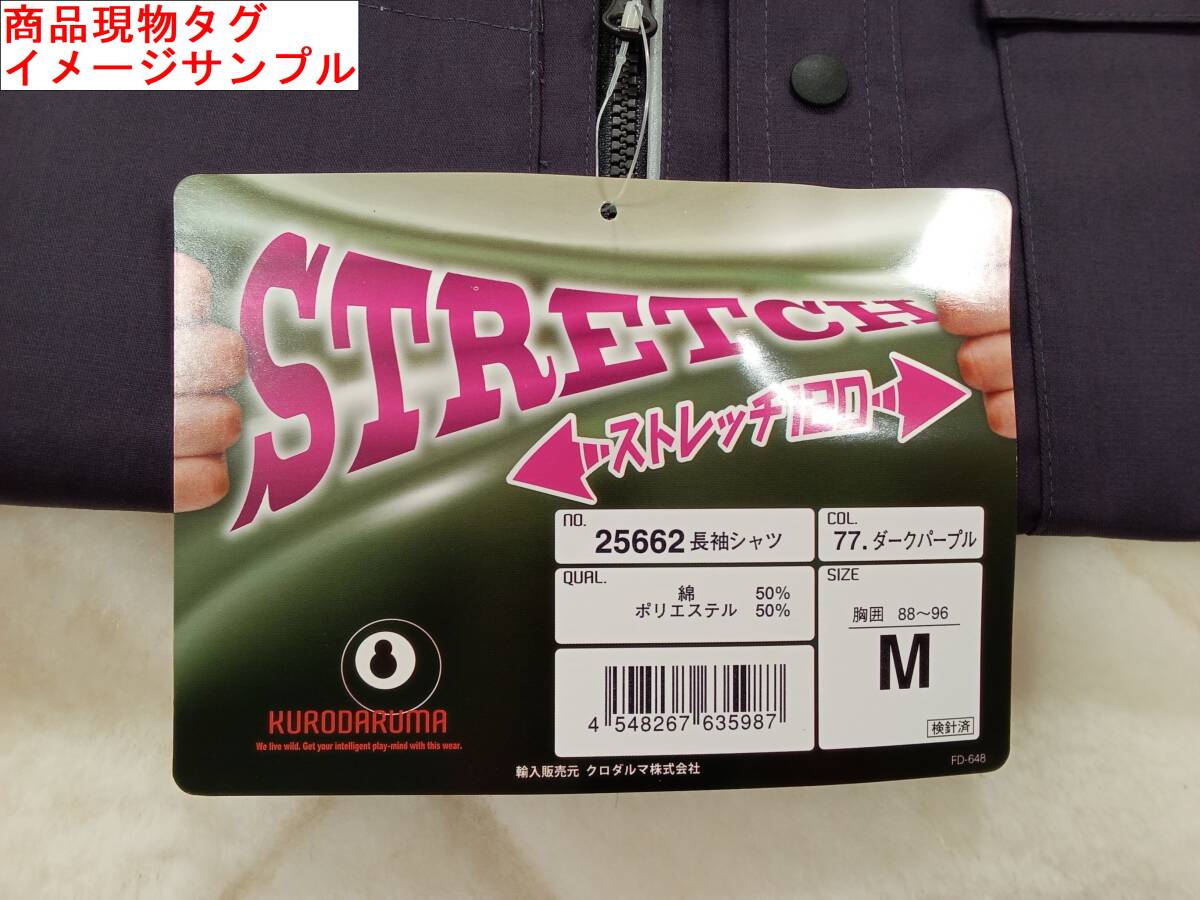 商品現物タグ
イメージサンプル
STRETCH
ストレッチ120
NO.
25662 長袖シャツ
COL.
77. ダークパープル
QUAL.
綿 50%
ポリエステル 50%
SIZE
胸囲 88～96
M
検針済
4 548267 635987
KURODARUMA
We live wild. Get your intelligent play-mind with this wear.
輸入販売元 クロダルマ株式会社
FD-648